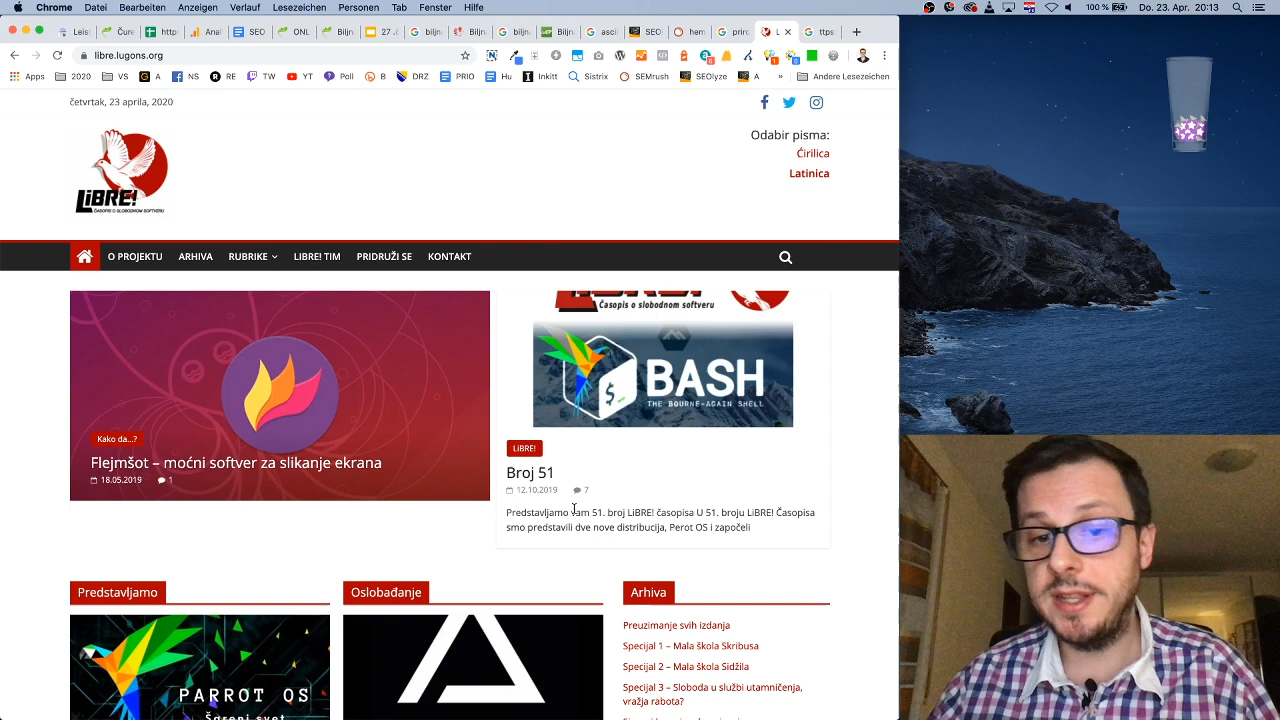 Chrome Datei Bearbeiten Anzeigen Verlauf Lesezeichen Personen Tab Fenster Hilfe
100% Do. 23. Apr. 20:13
libre.lugons.org
Apps 2020 VS A NS RE TW YT Poll B DRZ PRIO Hu Inkitt Sistrix SEMrush SEOlyze A » Andere Lesezeichen
četvrtak, 23 aprila, 2020
Odabir pisma:
Ćirilica
Latinica
LiBRE!
ČASOPIS O SLOBODNOM SOFTVERU
O PROJEKTU ARHIVA RUBRIKE LIBRE! TIM PRIDRUŽI SE KONTAKT
Kako da...?
Flejmšot – moćni softver za slikanje ekrana
18.05.2019 1
Časopis o slobodnom softveru
BASH
THE BOURNE-AGAIN SHELL
LiBRE!
Broj 51
12.10.2019 7
Predstavljamo vam 51. broj LiBRE! časopisa U 51. broju LiBRE! Časopisa
smo predstavili dve nove distribucija, Perot OS i započeli
Predstavljamo
PARROT OS
Oslobađanje
Arhiva
Preuzimanje svih izdanja
Specijal 1 – Mala škola Skribusa
Specijal 2 – Mala škola Sidžila
Specijal 3 – Sloboda u službi utamničenja,
vražja rabota?